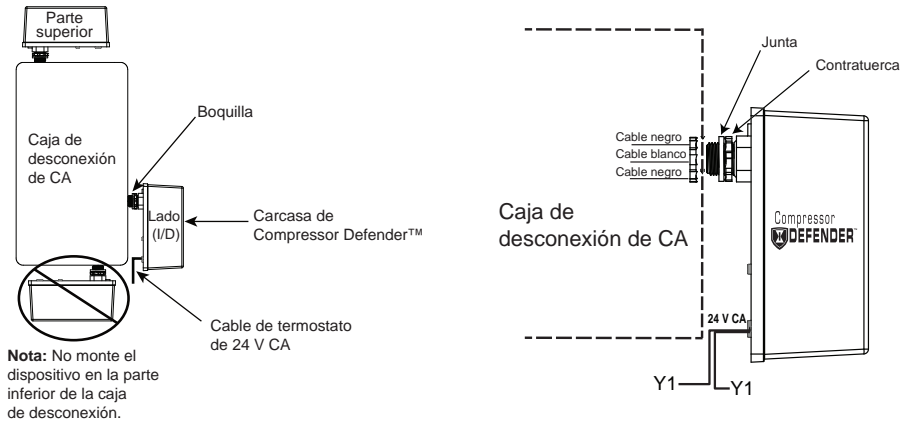 Parte
superior
Caja de
desconexión
de CA
Boquilla
Lado
(I/D)
Carcasa de
Compressor Defender™
Cable de termostato
de 24 V CA
Nota: No monte el
dispositivo en la parte
inferior de la caja
de desconexión.
Junta
Contratuerca
Cable negro
Cable blanco
Cable negro
Caja de
desconexión de CA
Compressor
DEFENDER™
24 V CA
Y1
Y1